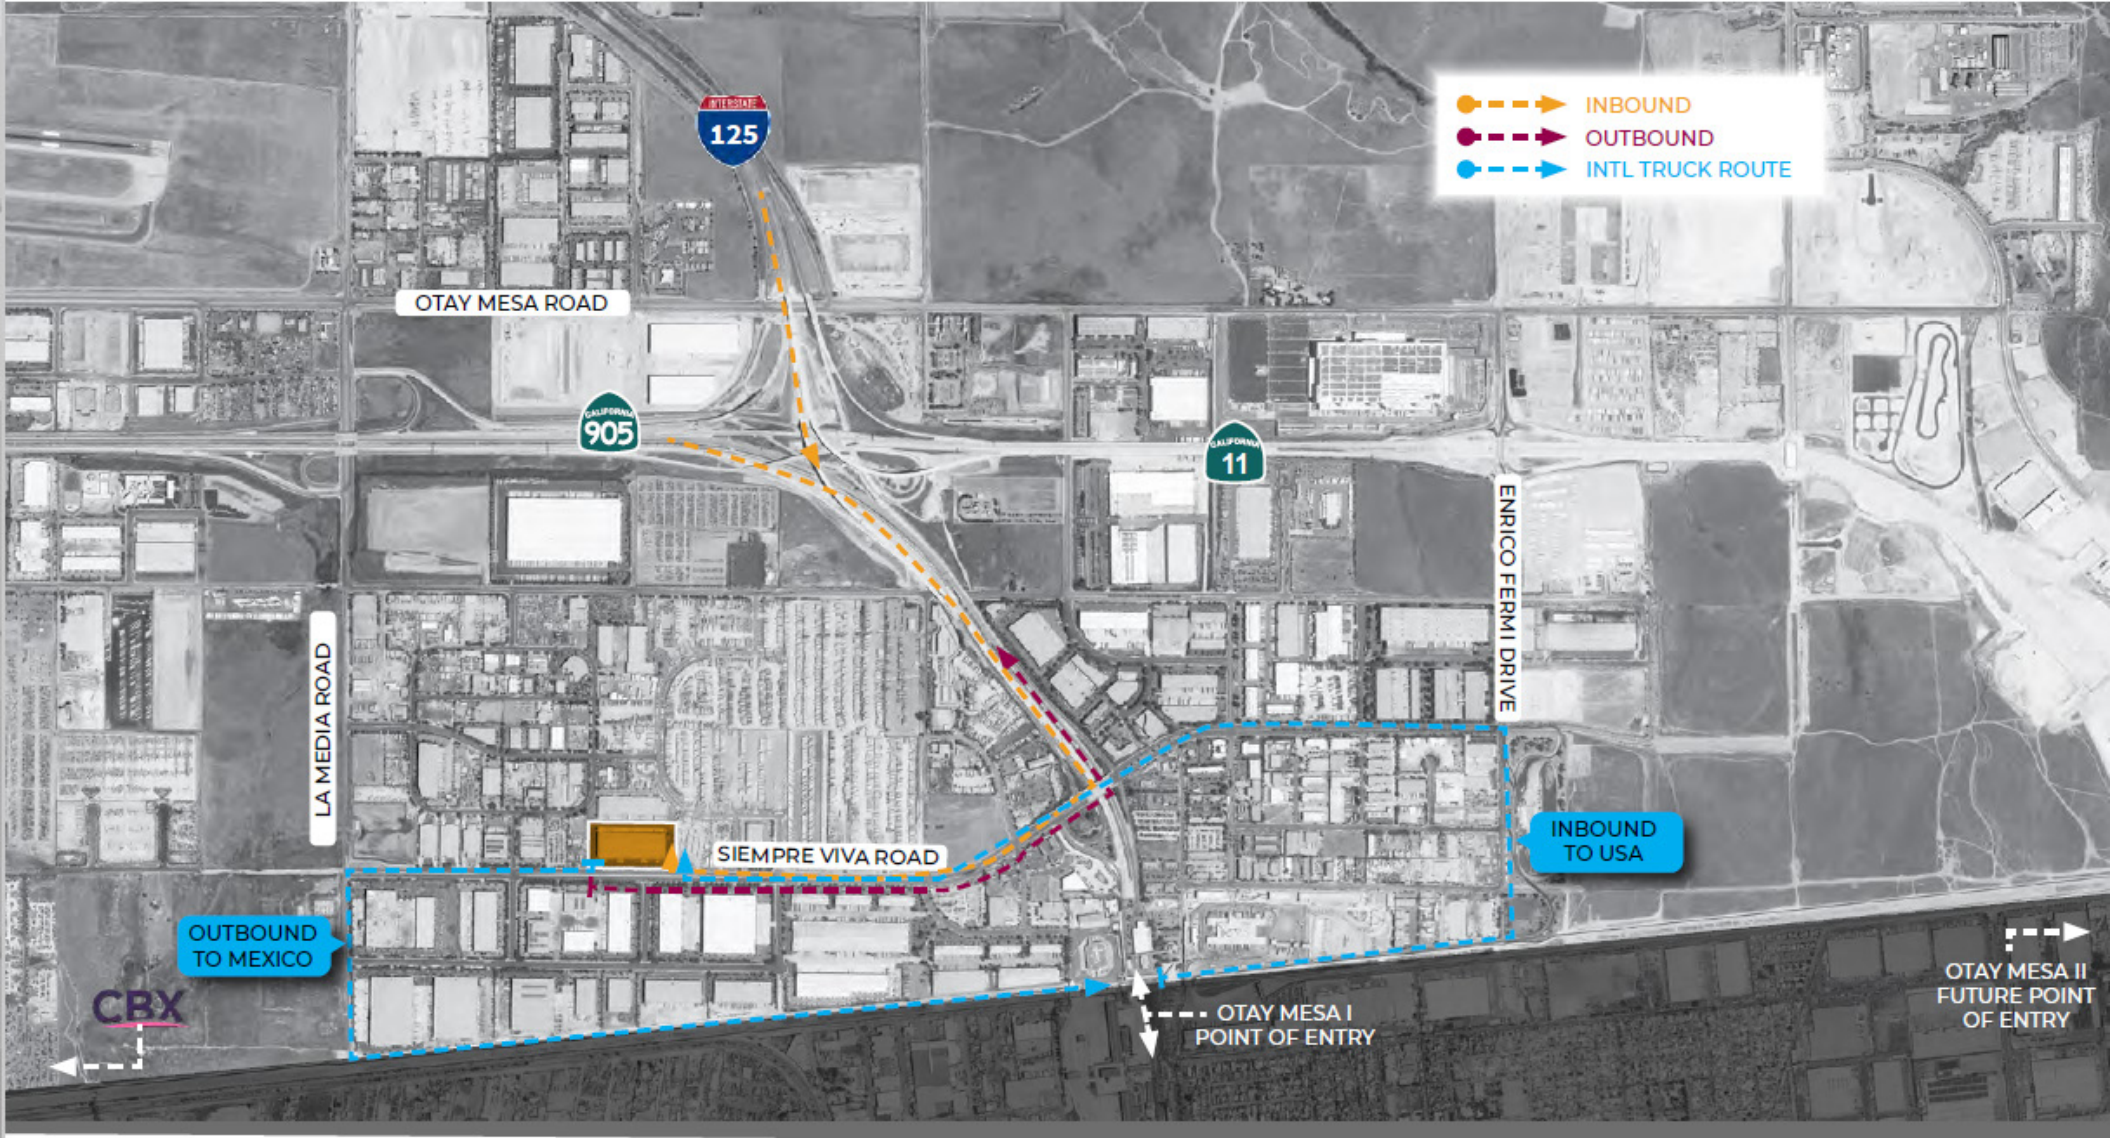 INTERSTATE
125
INBOUND
OUTBOUND
INTL TRUCK ROUTE
OTAY MESA ROAD
CALIFORNIA
905
CALIFORNIA
11
ENRICO FERMI DRIVE
LA MEDIA ROAD
SIEMPRE VIVA ROAD
INBOUND
TO USA
OUTBOUND
TO MEXICO
CBX
OTAY MESA I
POINT OF ENTRY
OTAY MESA II
FUTURE POINT
OF ENTRY